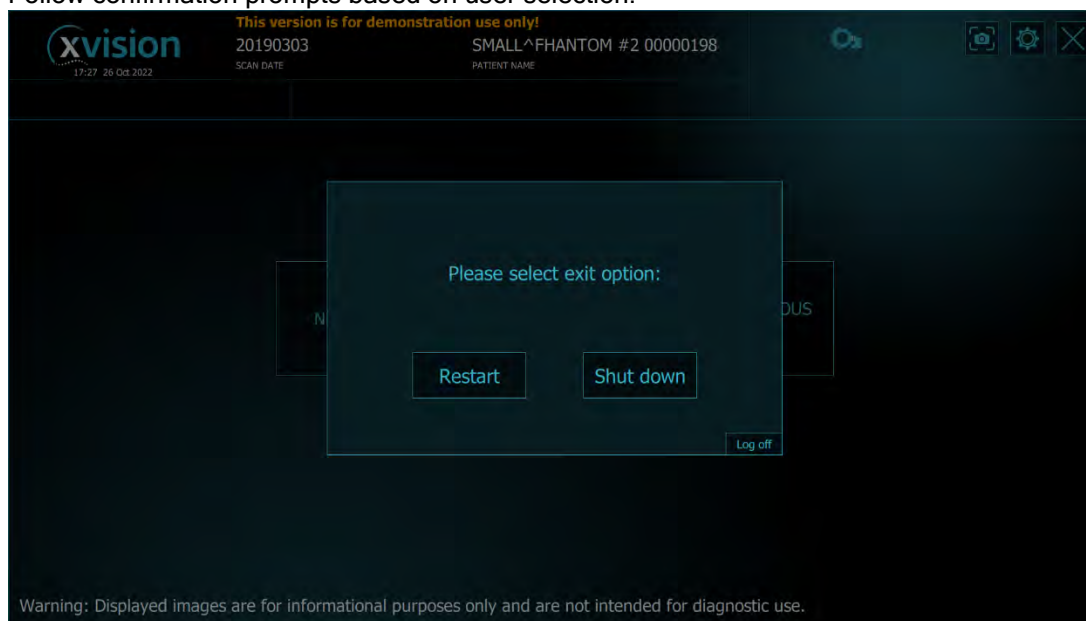 Follow confirmation prompts based on user selection.
This version is for demonstration use only!
xvision
20190303
SMALL^FHANTOM #2 00000198
17:27 26 Oct 2022
SCAN DATE
PATIENT NAME
Please select exit option:
N
OUS
Restart
Shut down
Log off
Warning: Displayed images are for informational purposes only and are not intended for diagnostic use.